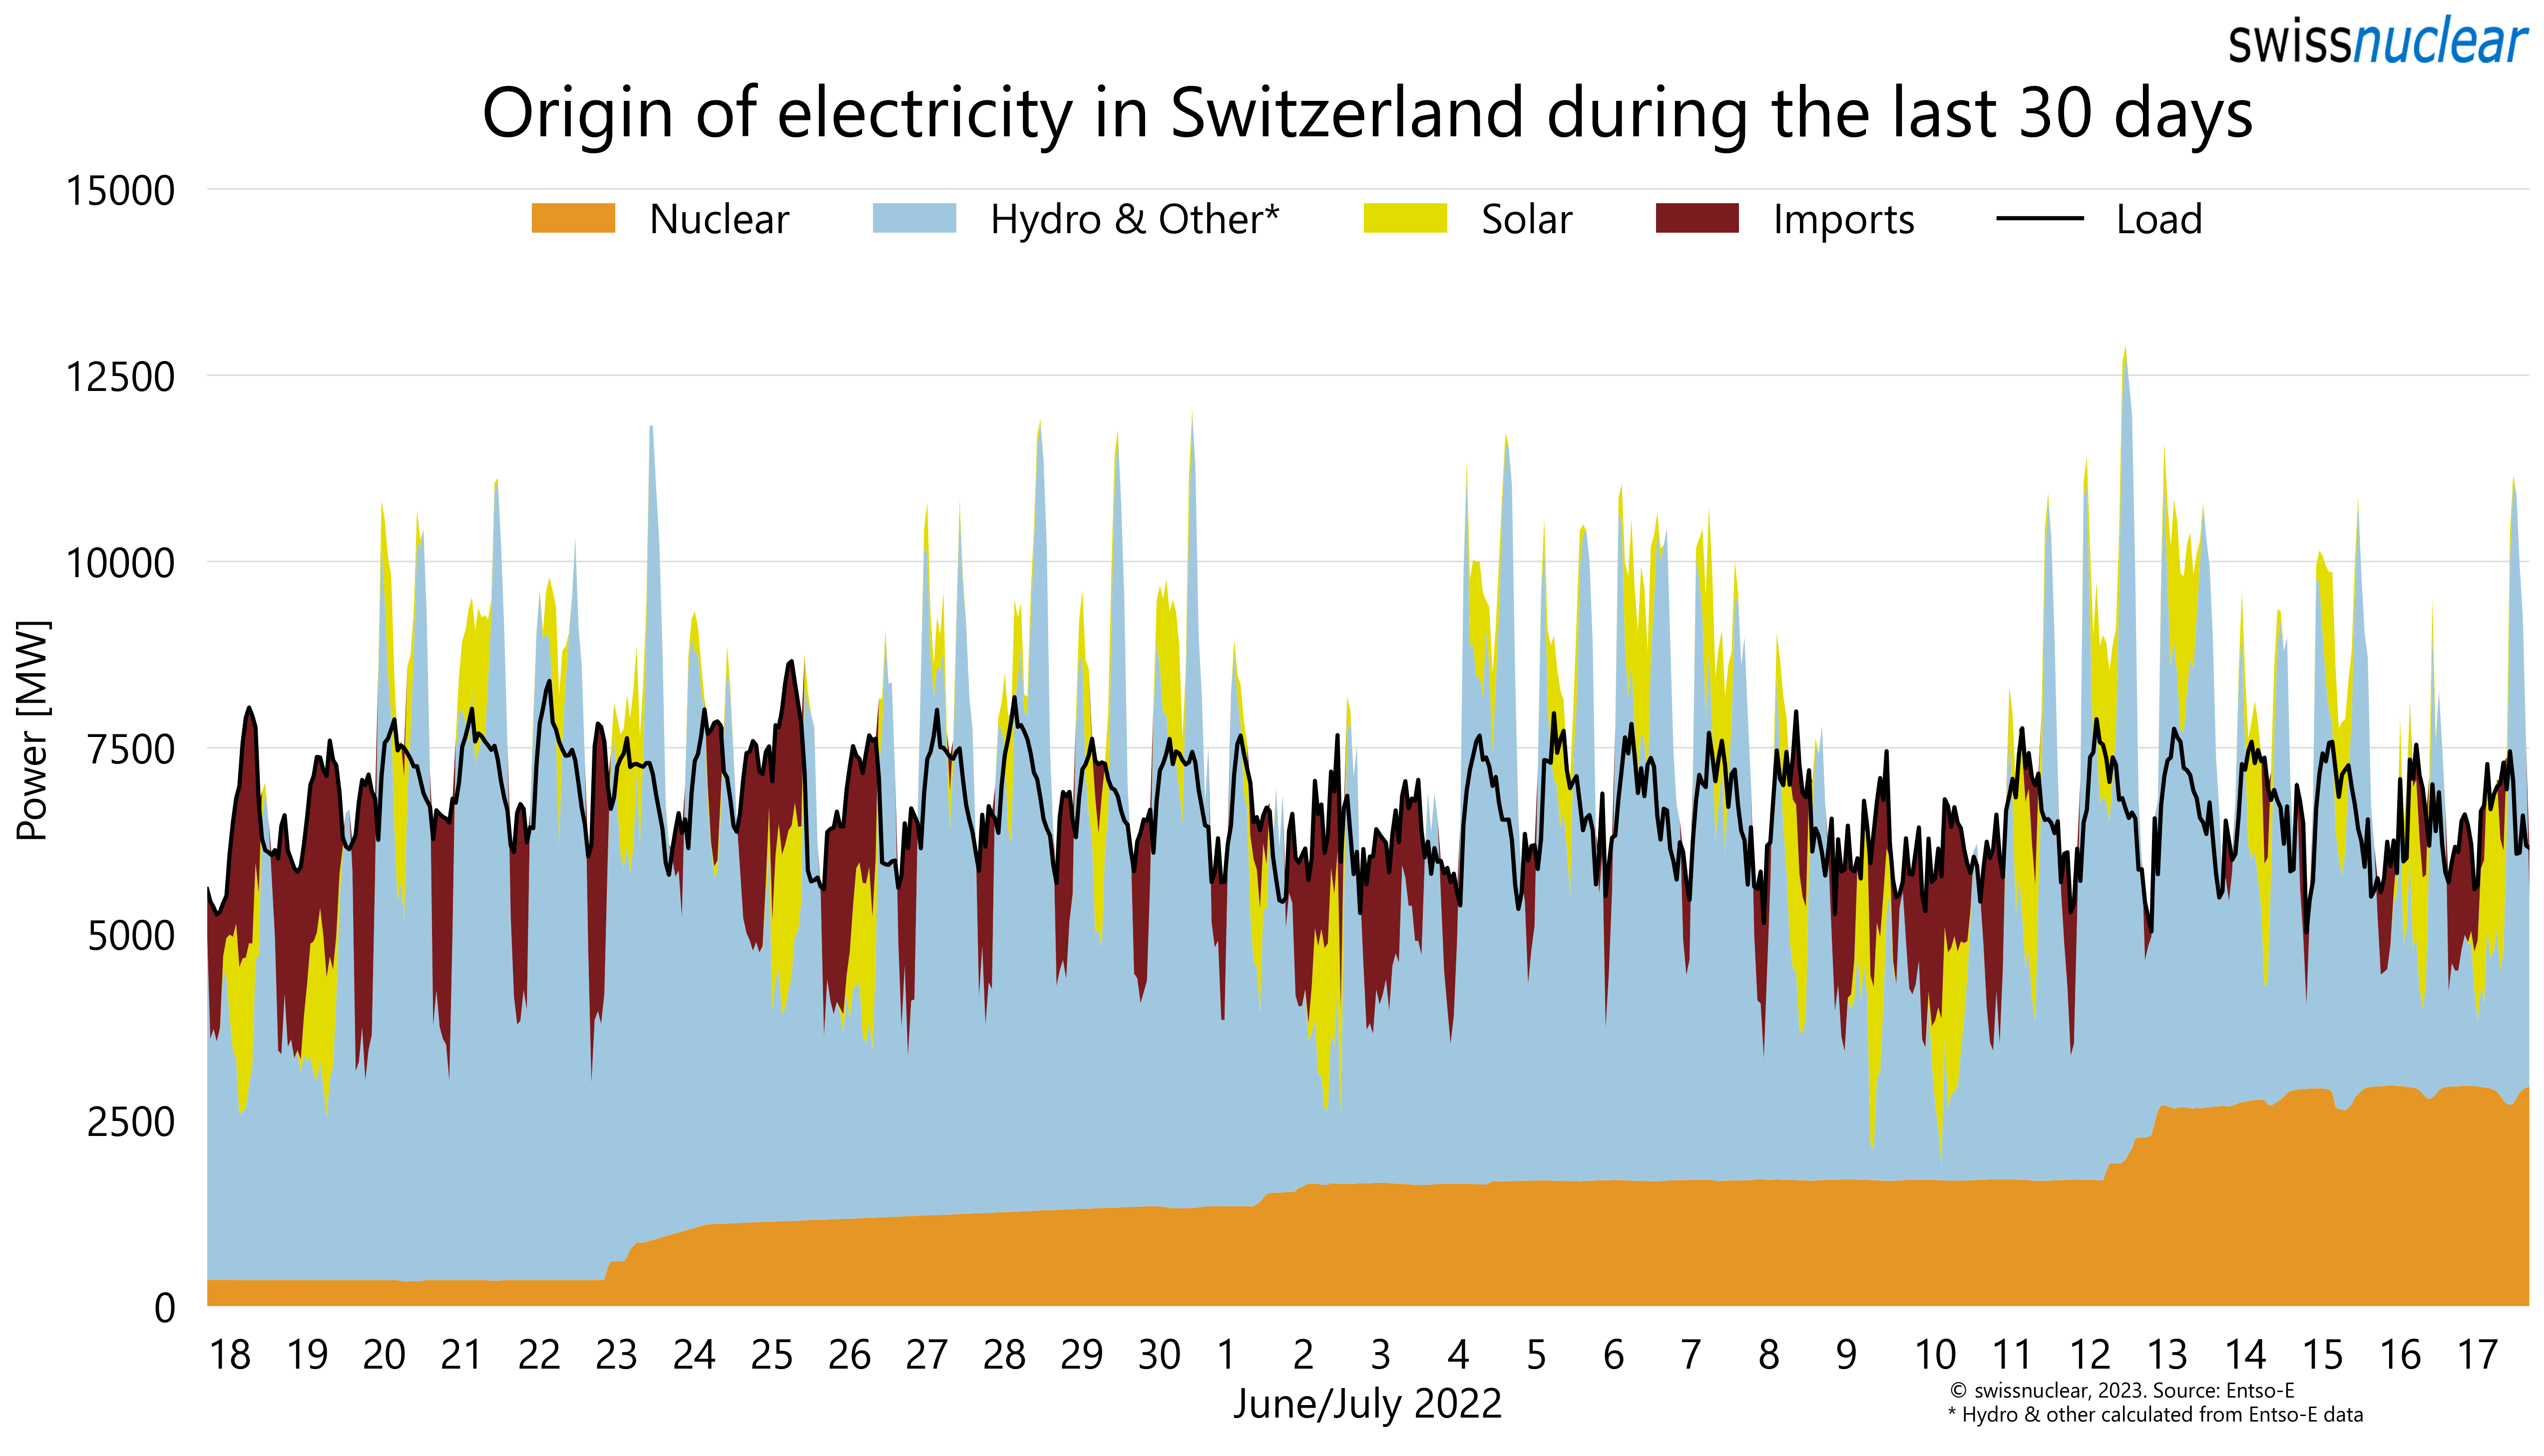 swissnuclear
Origin of electricity in Switzerland during the last 30 days
15000
Nuclear Hydro & Other* Solar Imports Load
12500
10000
7500
5000
2500
0
Power [MW]
18 19 20 21 22 23 24 25 26 27 28 29 30 1 2 3 4 5 6 7 8 9 10 11 12 13 14 15 16 17
June/July 2022
© swissnuclear, 2023. Source: Entso-E
* Hydro & other calculated from Entso-E data